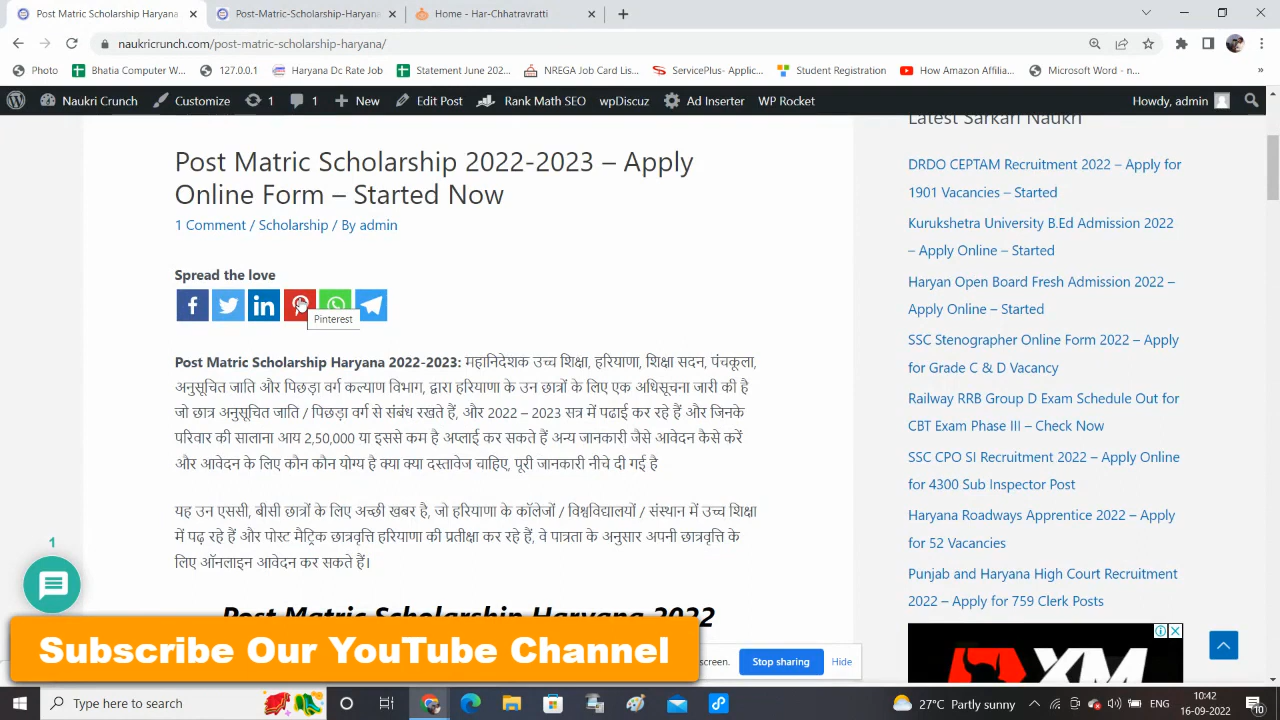 Post-Matric-Scholarship-Harya
Home - Har-Chhatravratti
naukricrunch.com/post-matric-scholarship-haryana/
Photo
Bhatia Computer W...
127.0.0.1
Haryana Dc Rate Job
Statement June 202...
NREGA Job Card Lis...
ServicePlus- Applic...
Student Registration
How Amazon Affilia...
Microsoft Word - n...
»
Naukri Crunch
Customize
1
1
New
Edit Post
Rank Math SEO
wpDiscuz
Ad Inserter
WP Rocket
Howdy, admin
Post Matric Scholarship 2022-2023 – Apply
Online Form – Started Now
1 Comment / Scholarship / By admin
Spread the love
Pinterest
Post Matric Scholarship Haryana 2022-2023: महानिदेशक उच्च शिक्षा, हरियाणा, शिक्षा सदन, पंचकूला,
अनुसूचित जाति और पिछड़ा वर्ग कल्याण विभाग, द्वारा हरियाणा के उन छात्रों के लिए एक अधिसूचना जारी की है
जो छात्र अनुसूचित जाति / पिछड़ा वर्ग से संबंध रखते हैं, और 2022 – 2023 सत्र में पढाई कर रहे हैं और जिनके
परिवार की सालाना आय 2,50,000 या इससे कम है अप्लाई कर सकते हैं अन्य जानकारी जैसे आवेदन कैसे करें
और आवेदन के लिए कौन कौन योग्य है क्या क्या दस्तावेज चाहिए, पूरी जानकारी नीचे दी गई है
यह उन एससी, बीसी छात्रों के लिए अच्छी खबर है, जो हरियाणा के कॉलेजों / विश्वविद्यालयों / संस्थान में उच्च शिक्षा
में पढ़ रहे हैं और पोस्ट मैट्रिक छात्रवृत्ति हरियाणा की प्रतीक्षा कर रहे हैं, वे पात्रता के अनुसार अपनी छात्रवृत्ति के
लिए ऑनलाइन आवेदन कर सकते हैं।
Post Matric Scholarship Haryana 2022
Latest Sarkari Naukri
DRDO CEPTAM Recruitment 2022 – Apply for
1901 Vacancies – Started
Kurukshetra University B.Ed Admission 2022
– Apply Online – Started
Haryan Open Board Fresh Admission 2022 –
Apply Online – Started
SSC Stenographer Online Form 2022 – Apply
for Grade C & D Vacancy
Railway RRB Group D Exam Schedule Out for
CBT Exam Phase III – Check Now
SSC CPO SI Recruitment 2022 – Apply Online
for 4300 Sub Inspector Post
Haryana Roadways Apprentice 2022 – Apply
for 52 Vacancies
Punjab and Haryana High Court Recruitment
2022 – Apply for 759 Clerk Posts
XM
1
Subscribe Our YouTube Channel
screen.
Stop sharing
Hide
Type here to search
27°C Partly sunny
10:42
16-09-2022
10